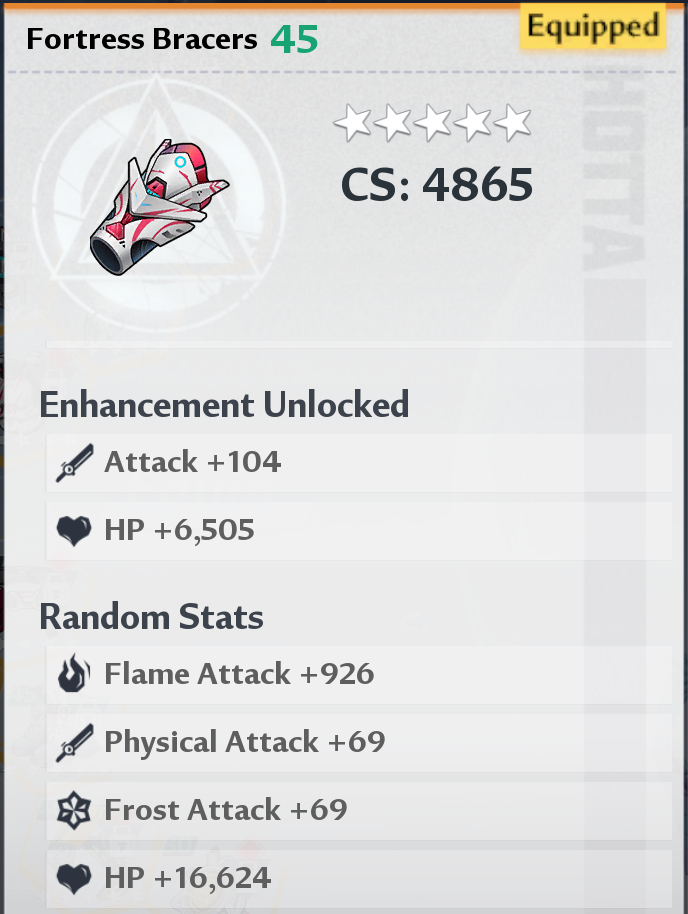 Fortress Bracers 45
Equipped
HOTTA
CS: 4865
Enhancement Unlocked
Attack +104
HP +6,505
Random Stats
Flame Attack +926
Physical Attack +69
Frost Attack +69
HP +16,624